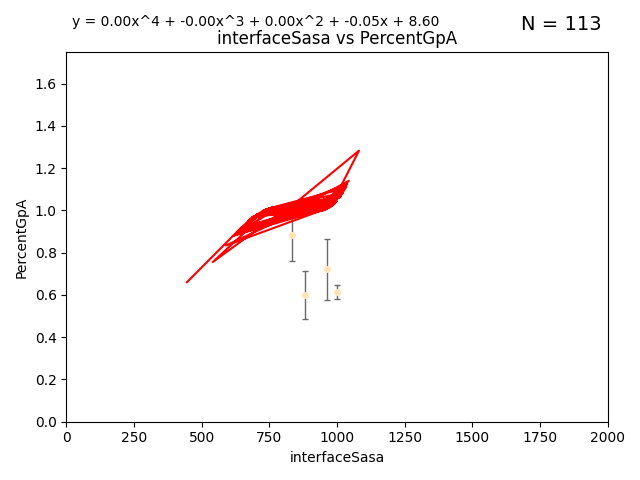 y = 0.00x^4 + -0.00x^3 + 0.00x^2 + -0.05x + 8.60
N = 113
interfaceSasa vs PercentGpA
PercentGpA
1.6
1.4
1.2
1.0
0.8
0.6
0.4
0.2
0.0
0 250 500 750 1000 1250 1500 1750 2000
interfaceSasa